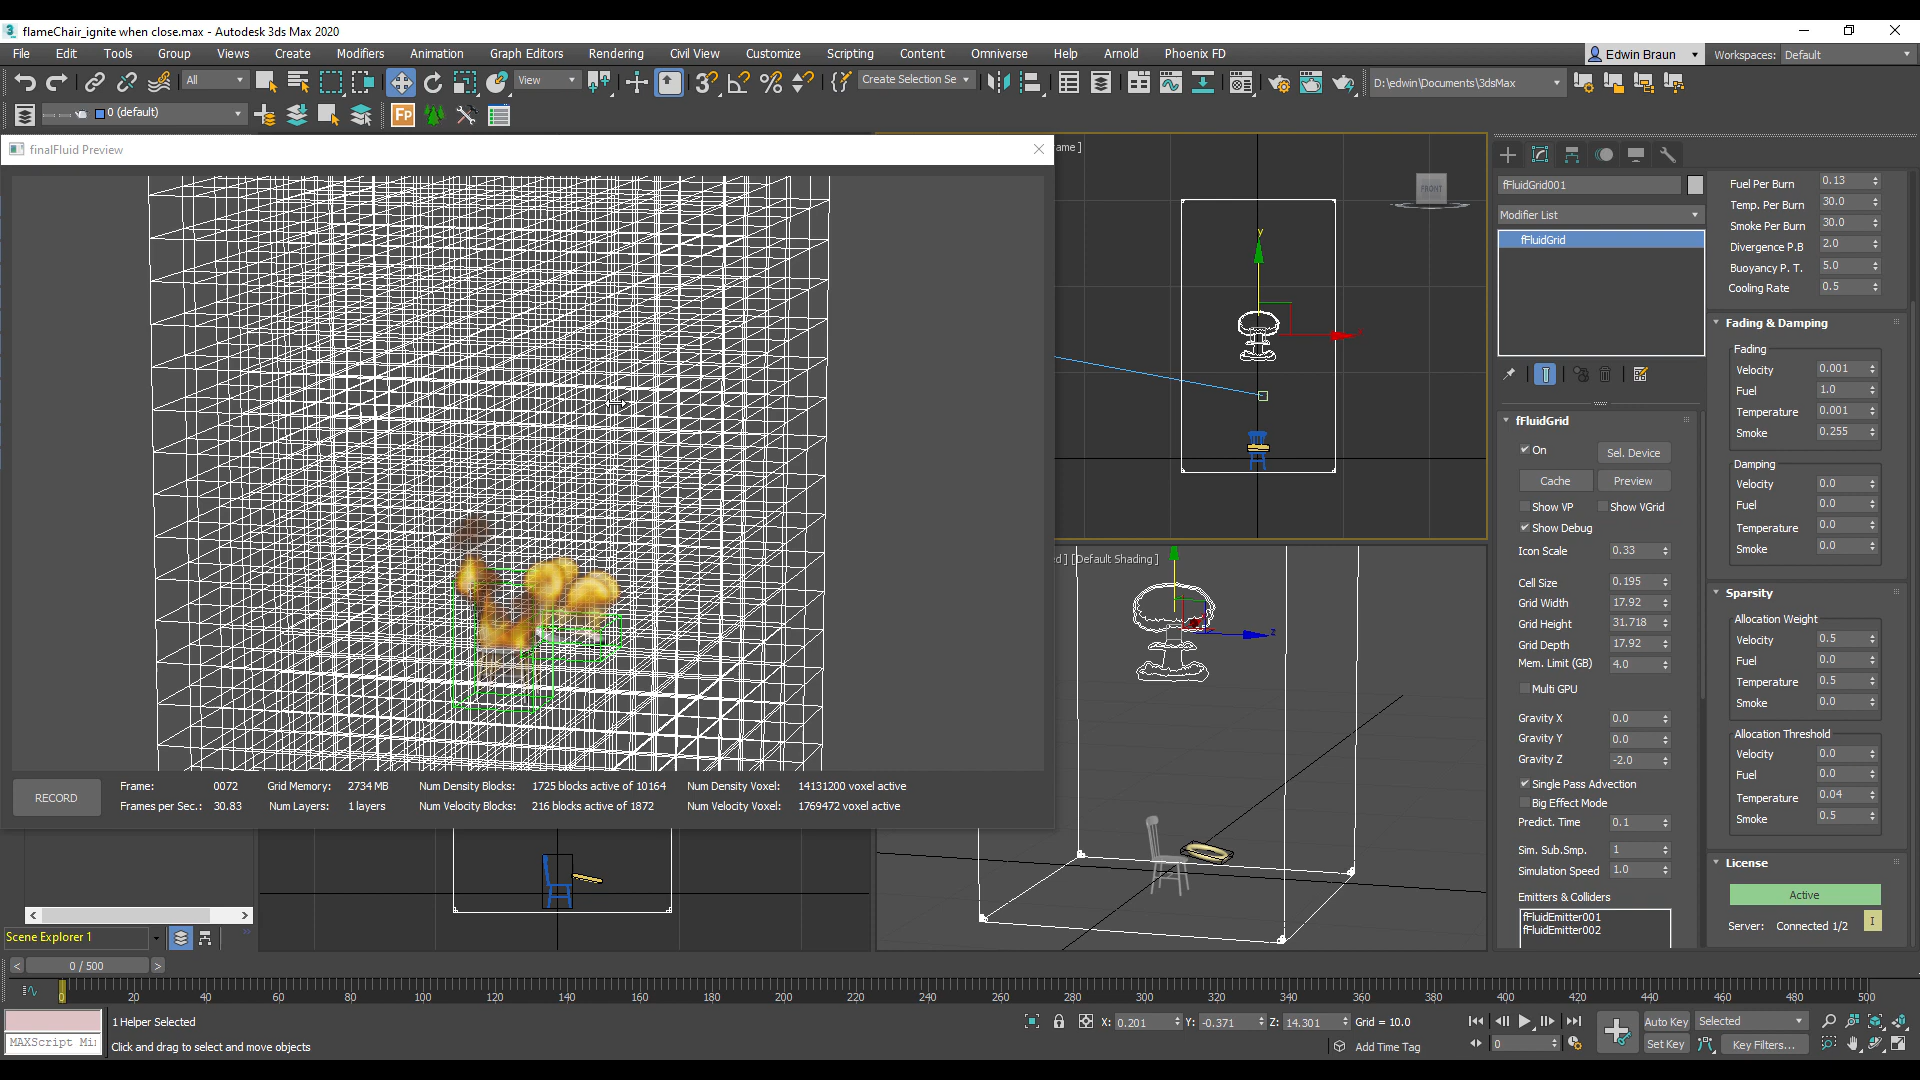 flameChair_ignite when close.max - Autodesk 3ds Max 2020
File Edit Tools Group Views Create Modifiers Animation Graph Editors Rendering Civil View Customize Scripting Content Omniverse Help Arnold Phoenix FD
Edwin Braun Workspaces: Default
All View Create Selection Se D:\edwin\Documents\3dsMax
0 (default) Fp
finalFluid Preview
ame ]
FRONT
y
RECORD
Frame: 0072 Grid Memory: 2734 MB Num Density Blocks: 1725 blocks active of 10164 Num Density Voxel: 14131200 voxel active
Frames per Sec.: 30.83 Num Layers: 1 layers Num Velocity Blocks: 216 blocks active of 1872 Num Velocity Voxel: 1769472 voxel active
d ] [Default Shading ]
z
fFluidGrid001
Modifier List
fFluidGrid
fFluidGrid
On Sel. Device
Cache Preview
Show VP Show VGrid
Show Debug
Icon Scale 0.33
Cell Size 0.195
Grid Width 17.92
Grid Height 31.718
Grid Depth 17.92
Mem. Limit (GB) 4.0
Multi GPU
Gravity X 0.0
Gravity Y 0.0
Gravity Z -2.0
Single Pass Advection
Big Effect Mode
Predict. Time 0.1
Sim. Sub.Smp. 1
Simulation Speed 1.0
Emitters & Colliders
fFluidEmitter001
fFluidEmitter002
Fuel Per Burn 0.13
Temp. Per Burn 30.0
Smoke Per Burn 30.0
Divergence P.B 2.0
Buoyancy P. T. 5.0
Cooling Rate 0.5
Fading & Damping
Fading
Velocity 0.001
Fuel 1.0
Temperature 0.001
Smoke 0.255
Damping
Velocity 0.0
Fuel 0.0
Temperature 0.0
Smoke 0.0
Sparsity
Allocation Weight
Velocity 0.5
Fuel 0.0
Temperature 0.5
Smoke 0.0
Allocation Threshold
Velocity 0.0
Fuel 0.0
Temperature 0.04
Smoke 0.5
License
Active
Server: Connected 1/2 I
Scene Explorer 1
< 0 / 500 >
0 20 40 60 80 100 120 140 160 180 200 220 240 260 280 300 320 340 360 380 400 420 440 460 480 500
1 Helper Selected X: 0.201 Y: -0.371 Z: 14.301 Grid = 10.0 Auto Key Selected
MAXScript Mi Click and drag to select and move objects Add Time Tag 0 Set Key Key Filters...